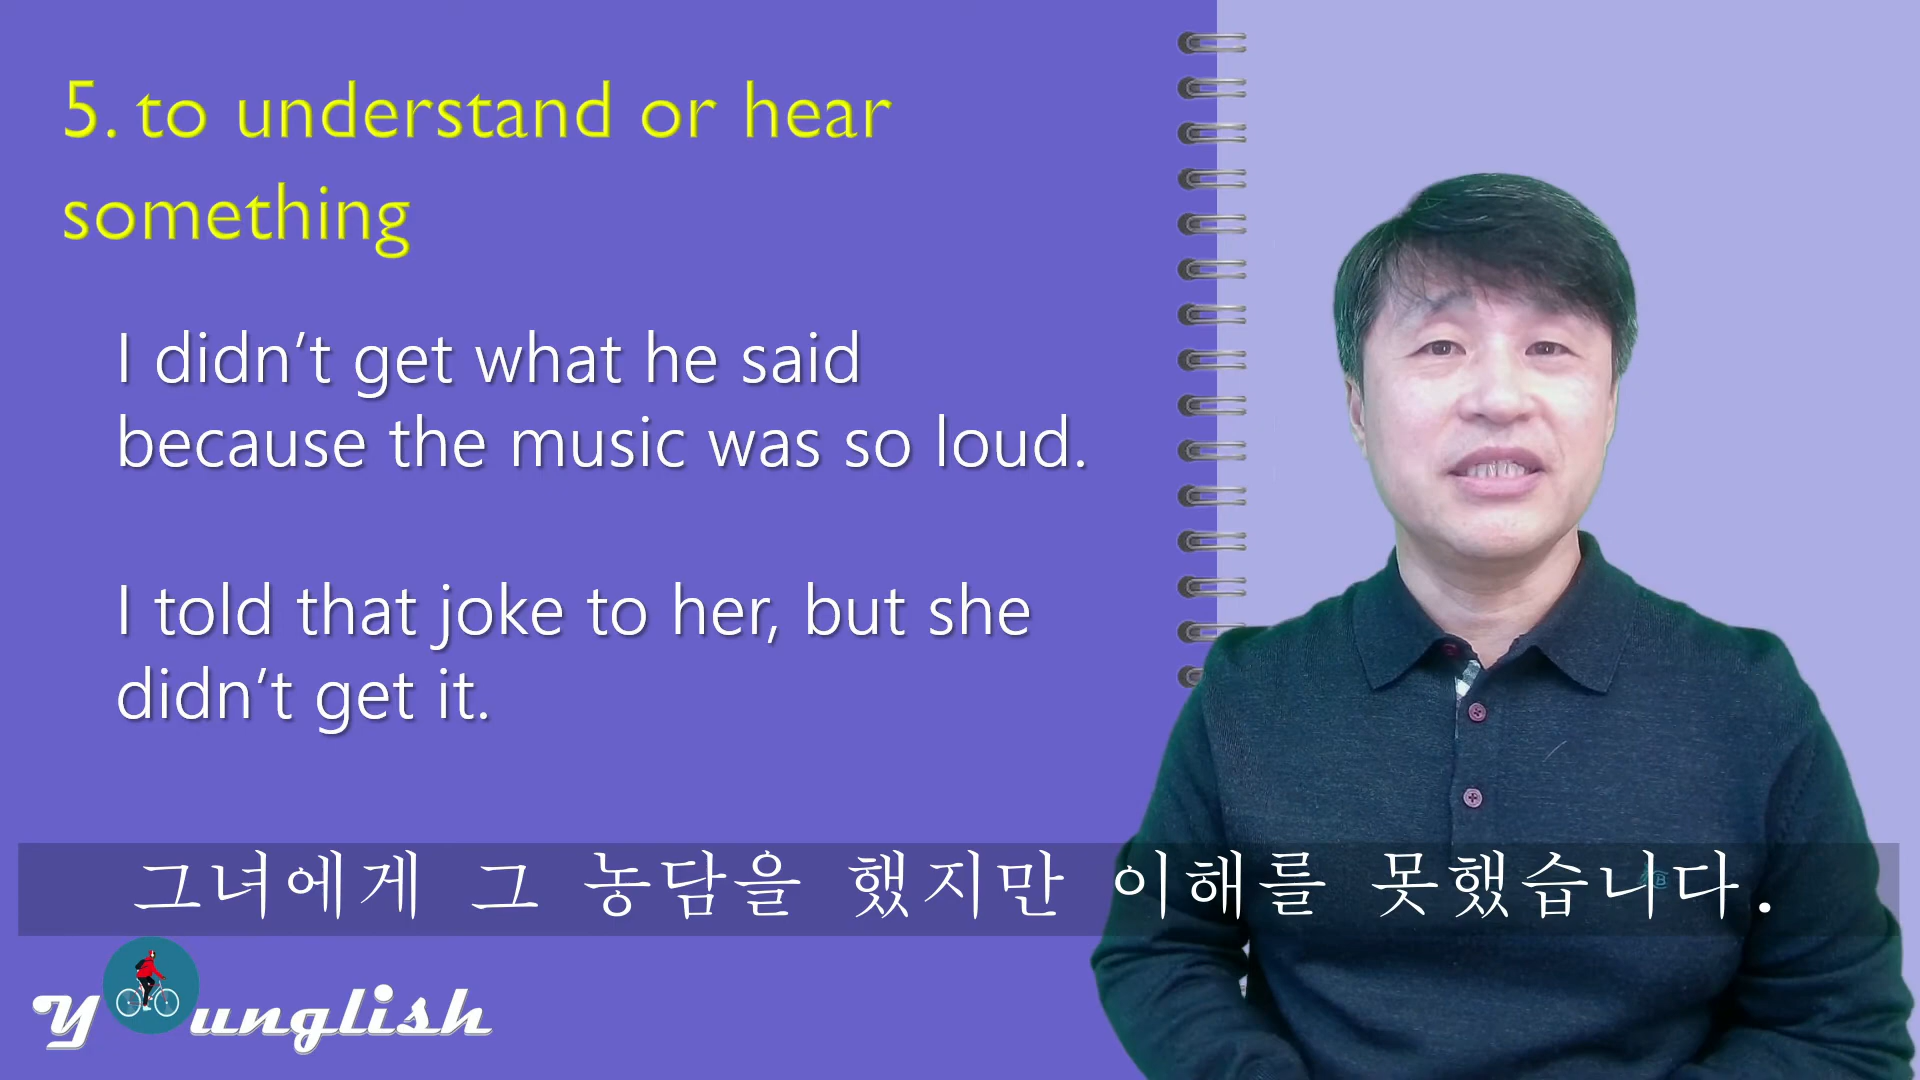 5. to understand or hear
something
I didn’t get what he said
because the music was so loud.
I told that joke to her, but she
didn’t get it.
그녀에게 그 농담을 했지만 이해를 못했습니다.
Younglish